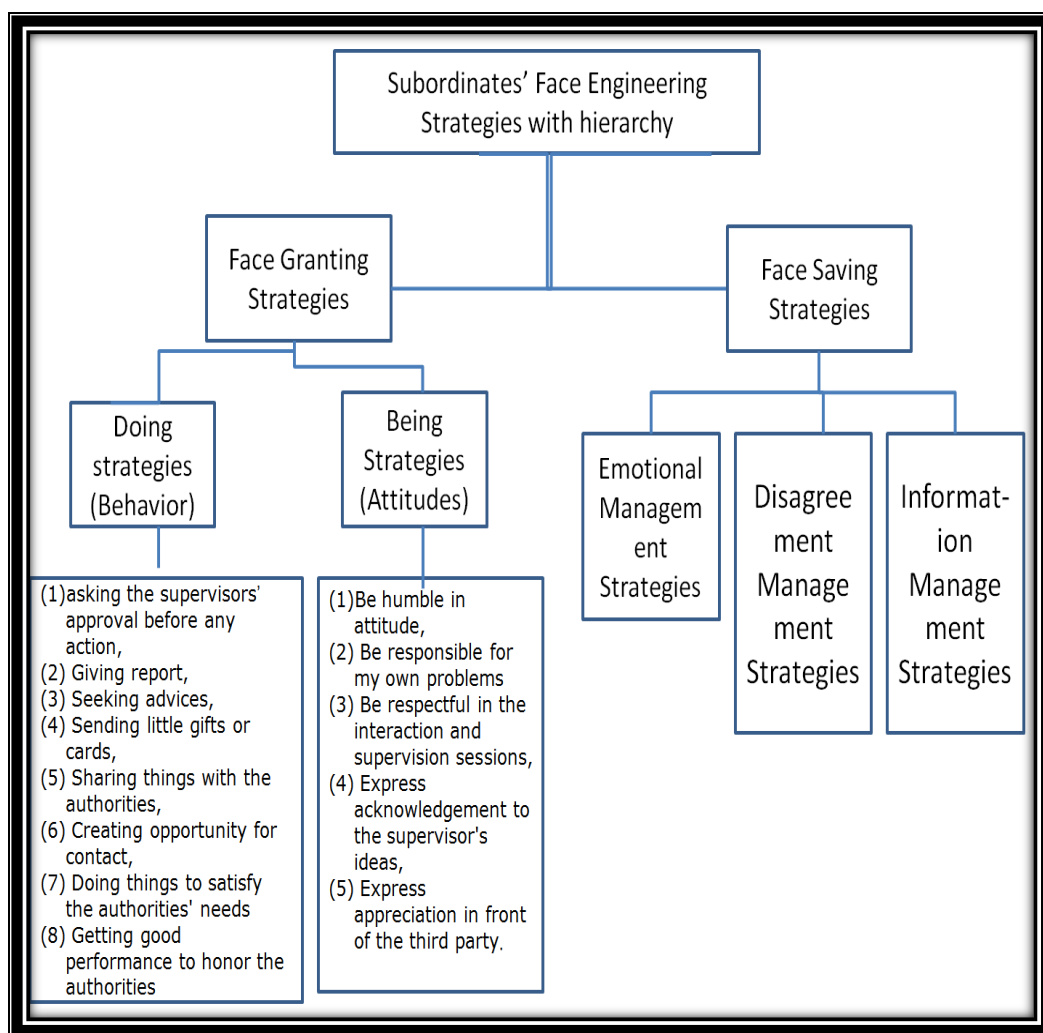 Subordinates’ Face Engineering
Strategies with hierarchy
Face Granting
Strategies
Face Saving
Strategies
Doing
strategies
(Behavior)
Being
Strategies
(Attitudes)
Emotional
Managem
ent
Strategies
Disagree
ment
Manage
ment
Strategies
Informat-
ion
Manage
ment
Strategies
(1)asking the supervisors'
approval before any
action,
(2) Giving report,
(3) Seeking advices,
(4) Sending little gifts or
cards,
(5) Sharing things with the
authorities,
(6) Creating opportunity for
contact,
(7) Doing things to satisfy
the authorities' needs
(8) Getting good
performance to honor the
authorities
(1)Be humble in
attitude,
(2) Be responsible for
my own problems
(3) Be respectful in the
interaction and
supervision sessions,
(4) Express
acknowledgement to
the supervisor's
ideas,
(5) Express
appreciation in front
of the third party.